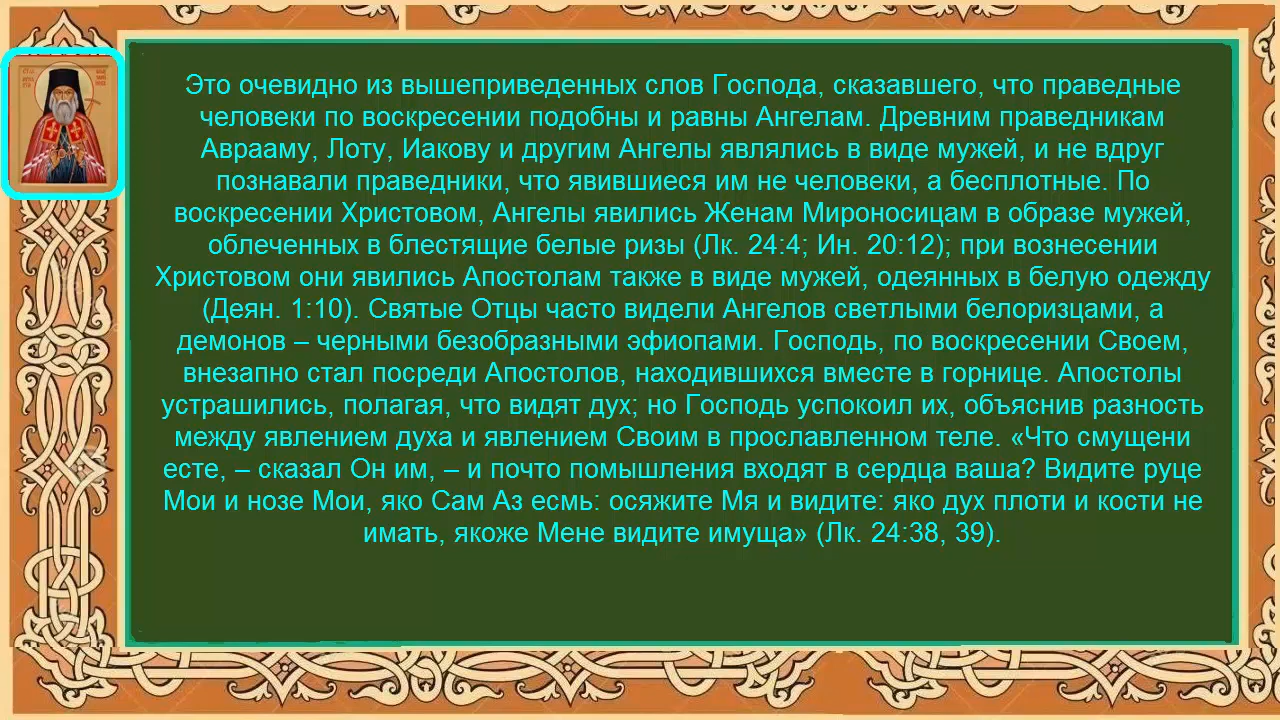 Это очевидно из вышеприведенных слов Господа, сказавшего, что праведные
человеки по воскресении подобны и равны Ангелам. Древним праведникам
Аврааму, Лоту, Иакову и другим Ангелы являлись в виде мужей, и не вдруг
познавали праведники, что явившиеся им не человеки, а бесплотные. По
воскресении Христовом, Ангелы явились Женам Мироносицам в образе мужей,
облеченных в блестящие белые ризы (Лк. 24:4; Ин. 20:12); при вознесении
Христовом они явились Апостолам также в виде мужей, одеянных в белую одежду
(Деян. 1:10). Святые Отцы часто видели Ангелов светлыми белоризцами, а
демонов – черными безобразными эфиопами. Господь, по воскресении Своем,
внезапно стал посреди Апостолов, находившихся вместе в горнице. Апостолы
устрашились, полагая, что видят дух; но Господь успокоил их, объяснив разность
между явлением духа и явлением Своим в прославленном теле. «Что смущени
есте, – сказал Он им, – и почто помышления входят в сердца ваша? Видите руце
Мои и нозе Мои, яко Сам Аз есмь: осяжите Мя и видите: яко дух плоти и кости не
имать, якоже Мене видите имуща» (Лк. 24:38, 39).